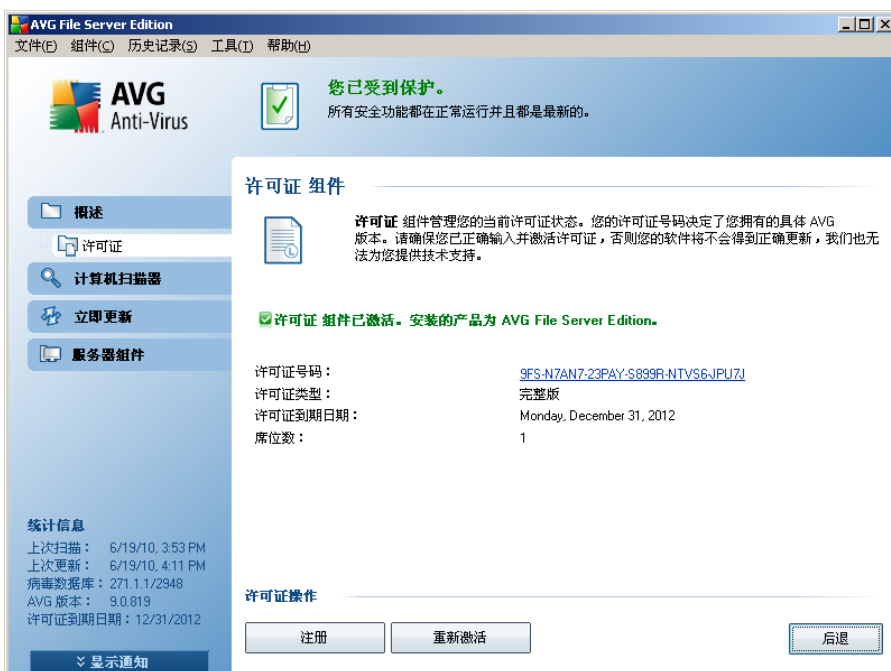 AVG File Server Edition
文件(F) 组件(C) 历史记录(S) 工具(T) 帮助(H)
AVG
Anti-Virus
您已受到保护。
所有安全功能都在正常运行并且都是最新的。
概述
许可证
计算机扫描器
立即更新
服务器组件
许可证 组件
许可证 组件管理您的当前许可证状态。您的许可证号码决定了您拥有的具体 AVG
版本。请确保您已正确输入并激活许可证，否则您的软件将不会得到正确更新，我们也无
法为您提供技术支持。
许可证 组件已激活。安装的产品为 AVG File Server Edition。
许可证号码： 9FS-N7AN7-23PAY-S899R-NTVS6-JPU7J
许可证类型： 完整版
许可证到期日期： Monday, December 31, 2012
席位数： 1
统计信息
上次扫描： 6/19/10, 3:53 PM
上次更新： 6/19/10, 4:11 PM
病毒数据库：271.1.1/2948
AVG 版本： 9.0.819
许可证到期日期：12/31/2012
显示通知
许可证操作
注册 重新激活 后退